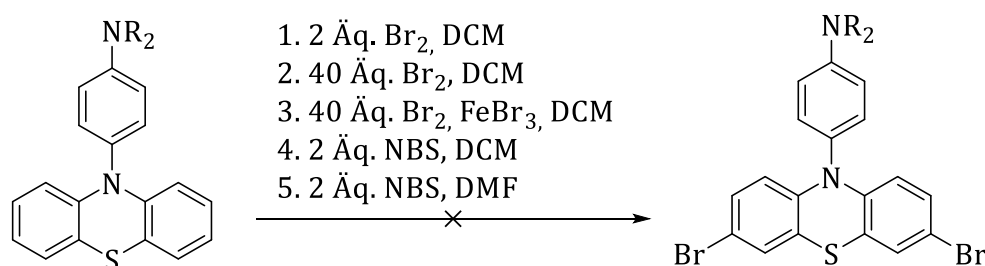 NR₂
1. 2 Äq. Br₂, DCM
2. 40 Äq. Br₂, DCM
3. 40 Äq. Br₂, FeBr₃, DCM
4. 2 Äq. NBS, DCM
5. 2 Äq. NBS, DMF
N
S
NR₂
N
Br
S
Br